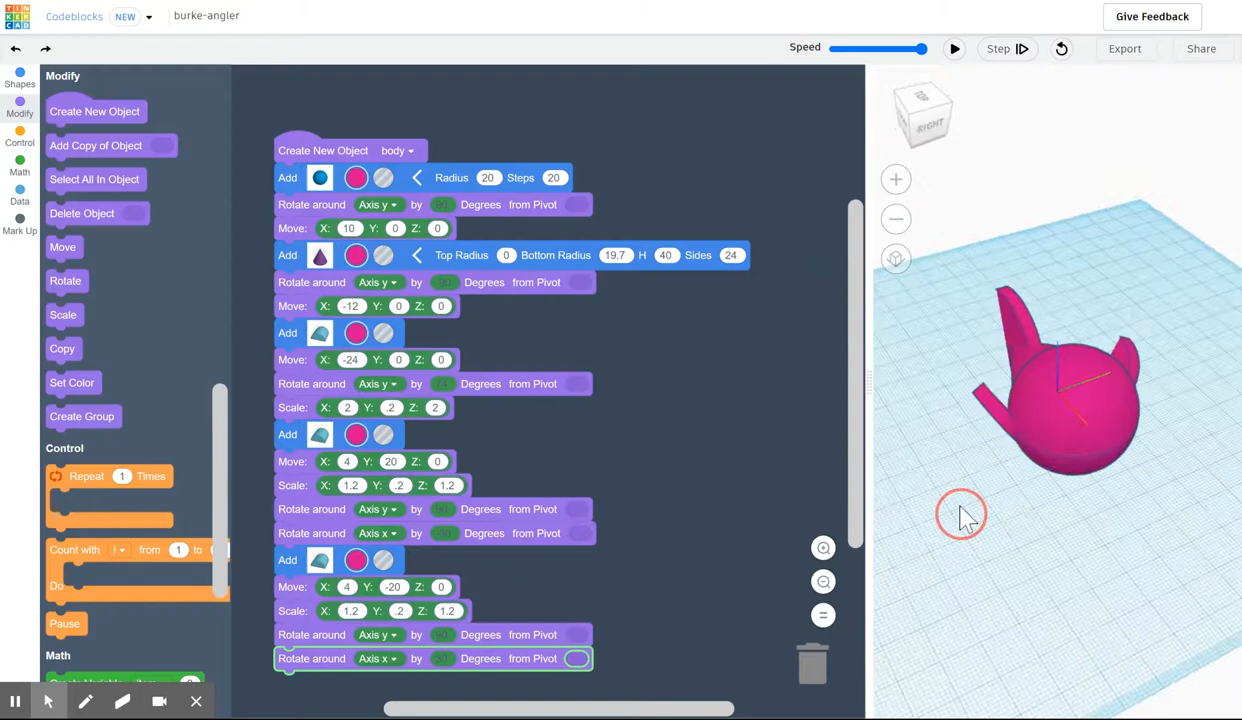 TIN
KER
CAD
Codeblocks NEW burke-angler
Give Feedback
Speed Step Export Share
Shapes
Modify
Control
Math
Data
Mark Up
Modify
Create New Object
Add Copy of Object
Select All In Object
Delete Object
Move
Rotate
Scale
Copy
Set Color
Create Group
Control
Repeat 1 Times
Count with i from 1 to
Do
Pause
Math
Create New Object body
Add Radius 20 Steps 20
Rotate around Axis y by 90 Degrees from Pivot
Move: X: 10 Y: 0 Z: 0
Add Top Radius 0 Bottom Radius 19.7 H 40 Sides 24
Rotate around Axis y by -90 Degrees from Pivot
Move: X: -12 Y: 0 Z: 0
Add
Move: X: -24 Y: 0 Z: 0
Rotate around Axis y by Degrees from Pivot
Scale: X: 2 Y: .2 Z: 2
Add
Move: X: 4 Y: 20 Z: 0
Scale: X: 1.2 Y: .2 Z: 1.2
Rotate around Axis y by 90 Degrees from Pivot
Rotate around Axis x by Degrees from Pivot
Add
Move: X: 4 Y: -20 Z: 0
Scale: X: 1.2 Y: .2 Z: 1.2
Rotate around Axis y by 90 Degrees from Pivot
Rotate around Axis x by Degrees from Pivot
TOP
RIGHT